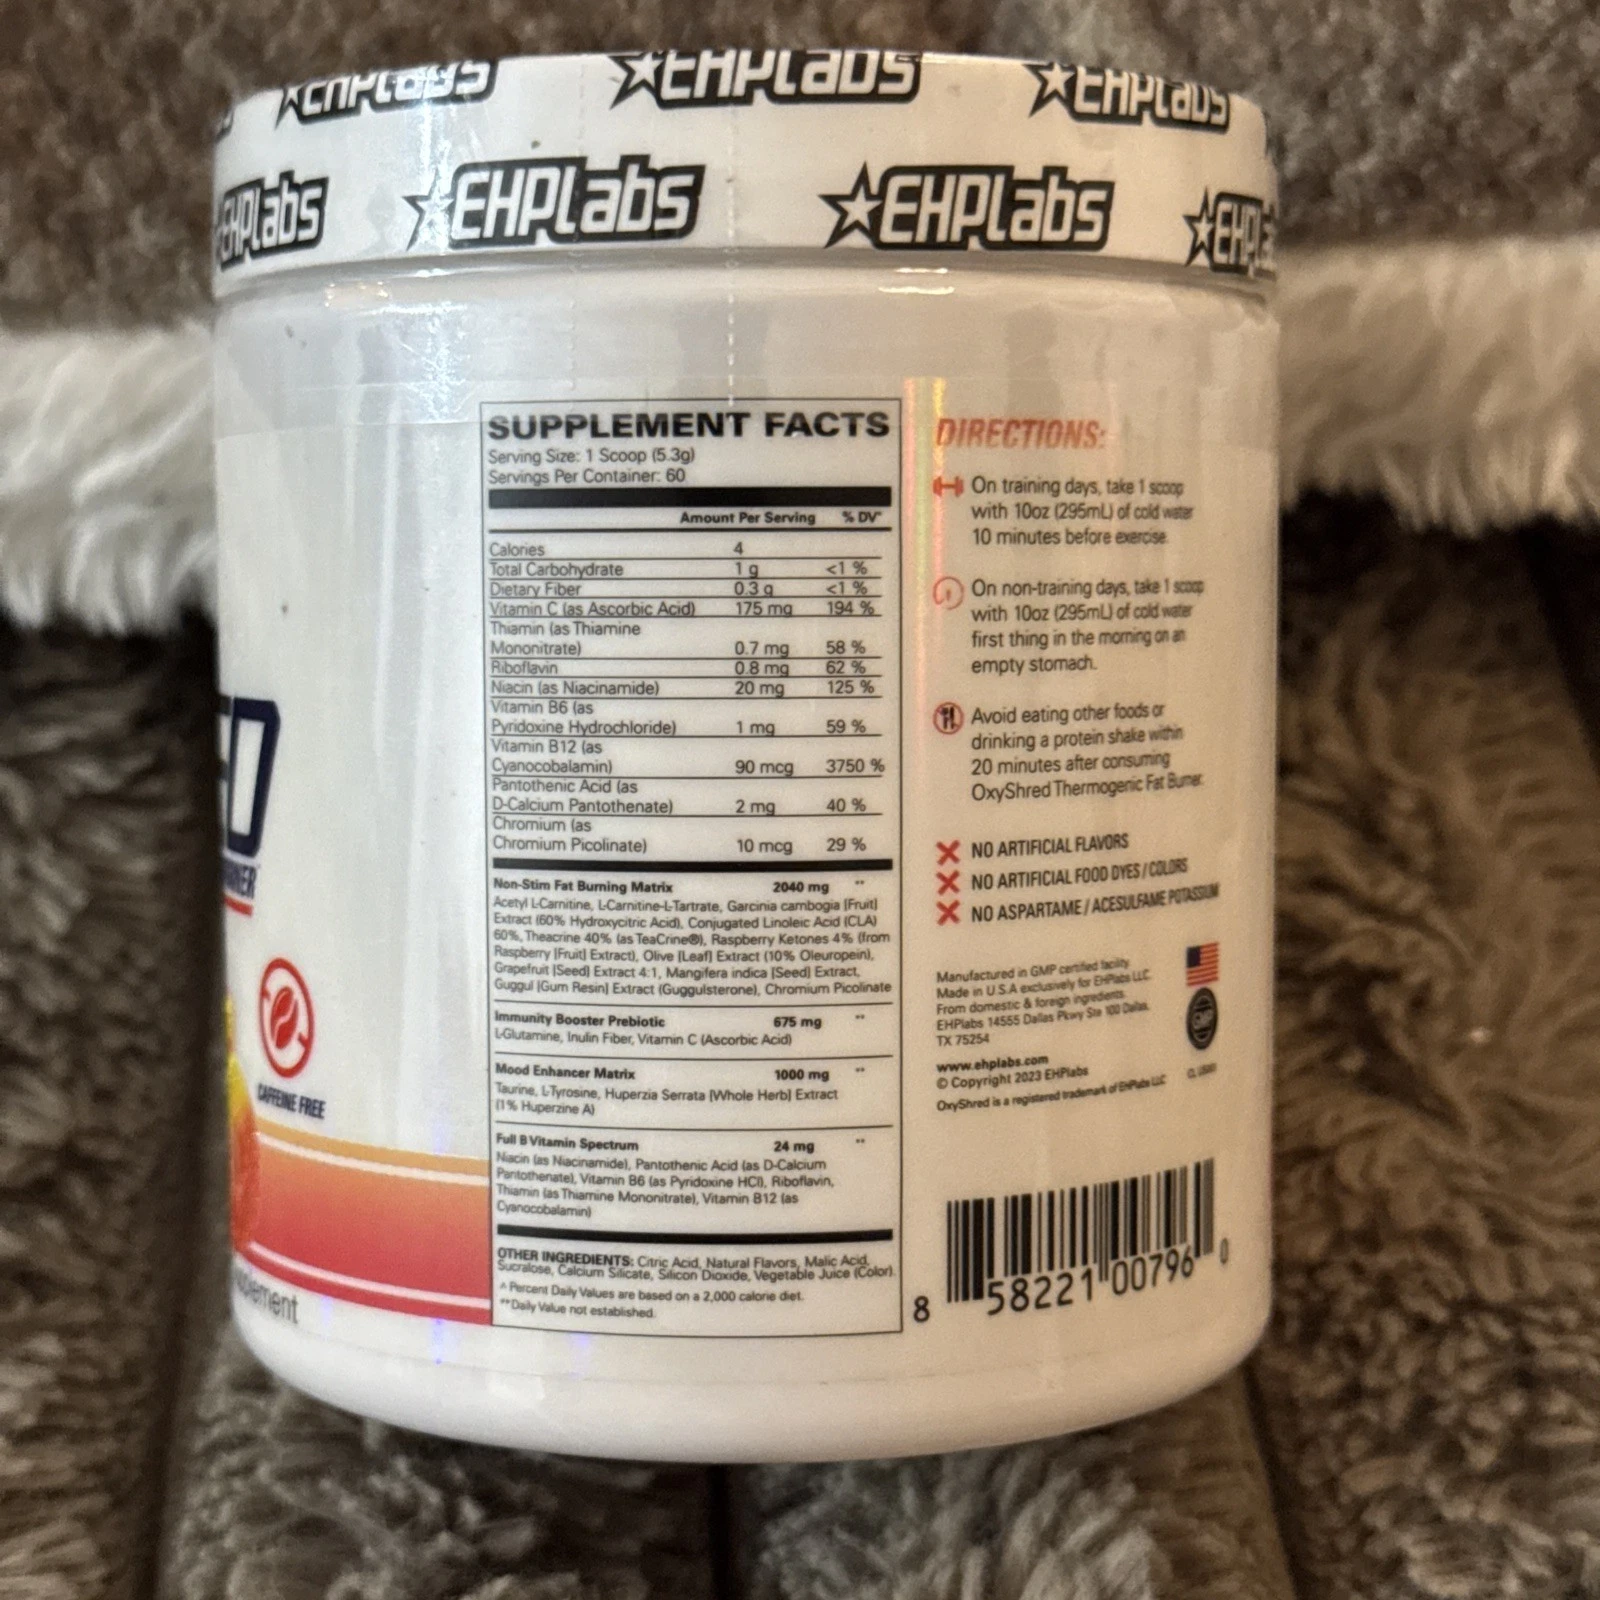 EHPLabs
EHPLabs
EHPLabs
EHPLabs
EHPLabs
EHPLabs
EHPLabs
SUPPLEMENT FACTS
Serving Size: 1 Scoop (5.3g)
Servings Per Container: 60
Amount Per Serving % DV^
Calories 4
Total Carbohydrate 1 g <1 %
Dietary Fiber 0.3 g <1 %
Vitamin C (as Ascorbic Acid) 175 mg 194 %
Thiamin (as Thiamine
Mononitrate) 0.7 mg 58 %
Riboflavin 0.8 mg 62 %
Niacin (as Niacinamide) 20 mg 125 %
Vitamin B6 (as
Pyridoxine Hydrochloride) 1 mg 59 %
Vitamin B12 (as
Cyanocobalamin) 90 mcg 3750 %
Pantothenic Acid (as
D-Calcium Pantothenate) 2 mg 40 %
Chromium (as
Chromium Picolinate) 10 mcg 29 %
Non-Stim Fat Burning Matrix 2040 mg **
Acetyl L-Carnitine, L-Carnitine-L-Tartrate, Garcinia cambogia [Fruit]
Extract (60% Hydroxycitric Acid), Conjugated Linoleic Acid (CLA)
60%, Theacrine 40% (as TeaCrine®), Raspberry Ketones 4% (from
Raspberry [Fruit] Extract), Olive [Leaf] Extract (10% Oleuropein),
Grapefruit [Seed] Extract 4:1, Mangifera indica [Seed] Extract,
Guggul [Gum Resin] Extract (Guggulsterone), Chromium Picolinate
Immunity Booster Prebiotic 675 mg **
L-Glutamine, Inulin Fiber, Vitamin C (Ascorbic Acid)
Mood Enhancer Matrix 1000 mg **
Taurine, L-Tyrosine, Huperzia Serrata [Whole Herb] Extract
(1% Huperzine A)
Full B Vitamin Spectrum 24 mg **
Niacin (as Niacinamide), Pantothenic Acid (as D-Calcium
Pantothenate), Vitamin B6 (as Pyridoxine HCl), Riboflavin,
Thiamin (as Thiamine Mononitrate), Vitamin B12 (as
Cyanocobalamin)
OTHER INGREDIENTS: Citric Acid, Natural Flavors, Malic Acid,
Sucralose, Calcium Silicate, Silicon Dioxide, Vegetable Juice (Color).
^ Percent Daily Values are based on a 2,000 calorie diet.
**Daily Value not established.
DIRECTIONS:
On training days, take 1 scoop
with 10oz (295mL) of cold water
10 minutes before exercise.
On non-training days, take 1 scoop
with 10oz (295mL) of cold water
first thing in the morning on an
empty stomach.
Avoid eating other foods or
drinking a protein shake within
20 minutes after consuming
OxyShred Thermogenic Fat Burner.
NO ARTIFICIAL FLAVORS
NO ARTIFICIAL FOOD DYES / COLORS
NO ASPARTAME / ACESULFAME POTASSIUM
Manufactured in GMP certified facility.
Made in U.S.A exclusively for EHPlabs LLC.
From domestic & foreign ingredients.
EHPlabs 14555 Dallas Pkwy Ste 100 Dallas,
TX 75254
www.ehplabs.com
© Copyright 2023 EHPlabs
OxyShred is a registered trademark of EHPlabs LLC
8 58221 00796 0
CAFFEINE FREE